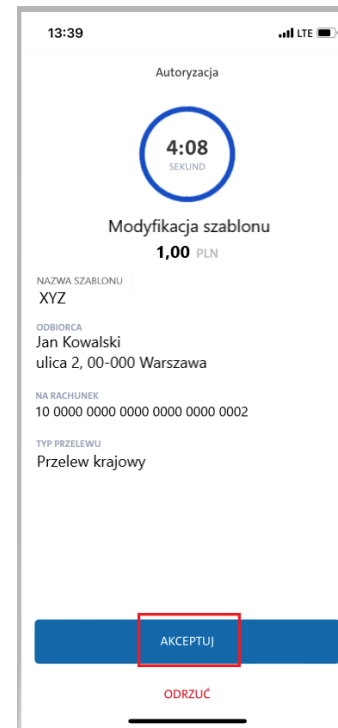 13:39
LTE
Autoryzacja
4:08
SEKUND
Modyfikacja szablonu
1,00 PLN
NAZWA SZABLONU
XYZ
ODBIORCA
Jan Kowalski
ulica 2, 00-000 Warszawa
NA RACHUNEK
10 0000 0000 0000 0000 0000 0002
TYP PRZELEWU
Przelew krajowy
AKCEPTUJ
ODRZUĆ